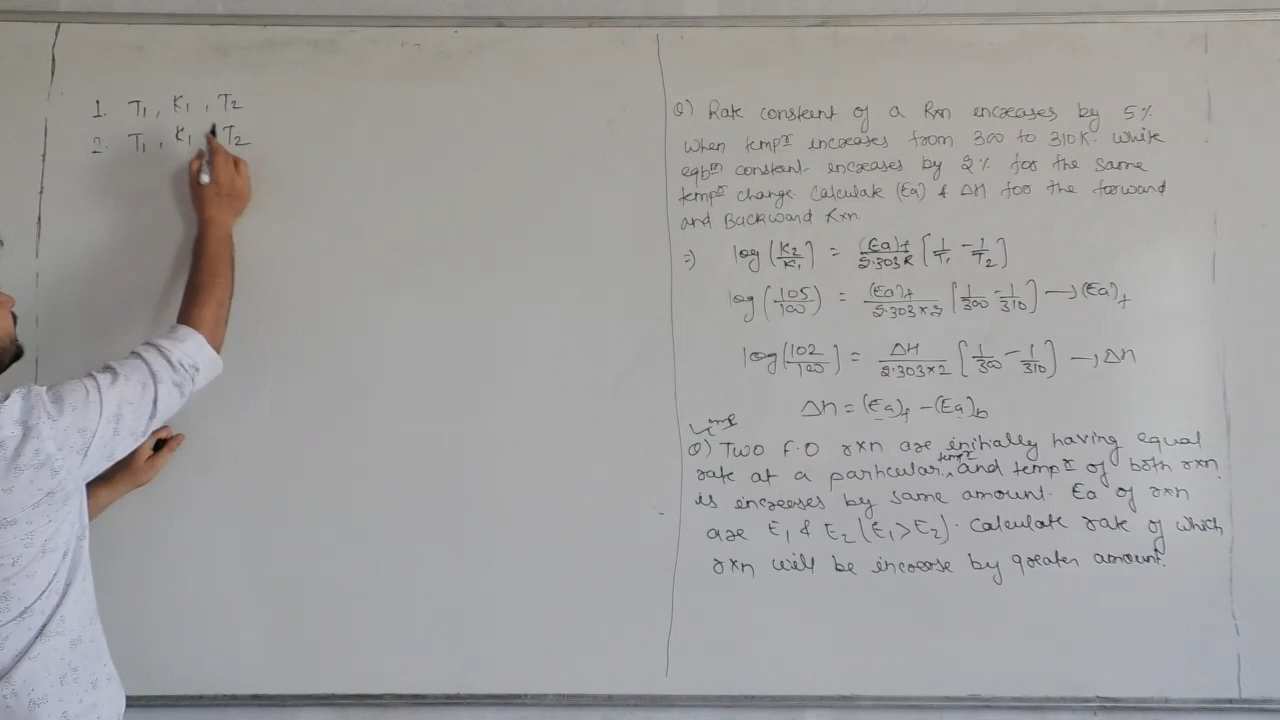 1. T1, K1, T2
2. T1, K1 T2
Q) Rate constant of a Rxn increases by 5%
when tempr increases from 300 to 310K. while
eqbm constant increases by 2% for the same
tempr change. Calculate (Ea) & ΔH for the forward
and Backward Rxn.
⇒ log(K2/K1) = (Ea)f/2.303R [1/T1 - 1/T2]
log(105/100) = (Ea)f/2.303×2 [1/300 - 1/310] → (Ea)f
log(102/100) = ΔH/2.303×2 [1/300 - 1/310] → ΔH
ΔH = (Ea)f - (Ea)b
Imp
Q) Two F.O rxn are initially having equal
rate at a particular tempr and tempr of both rxn
is increases by same amount. Ea of rxn
are E1 & E2 (E1>E2). Calculate rate of which
rxn will be increase by greater amount.